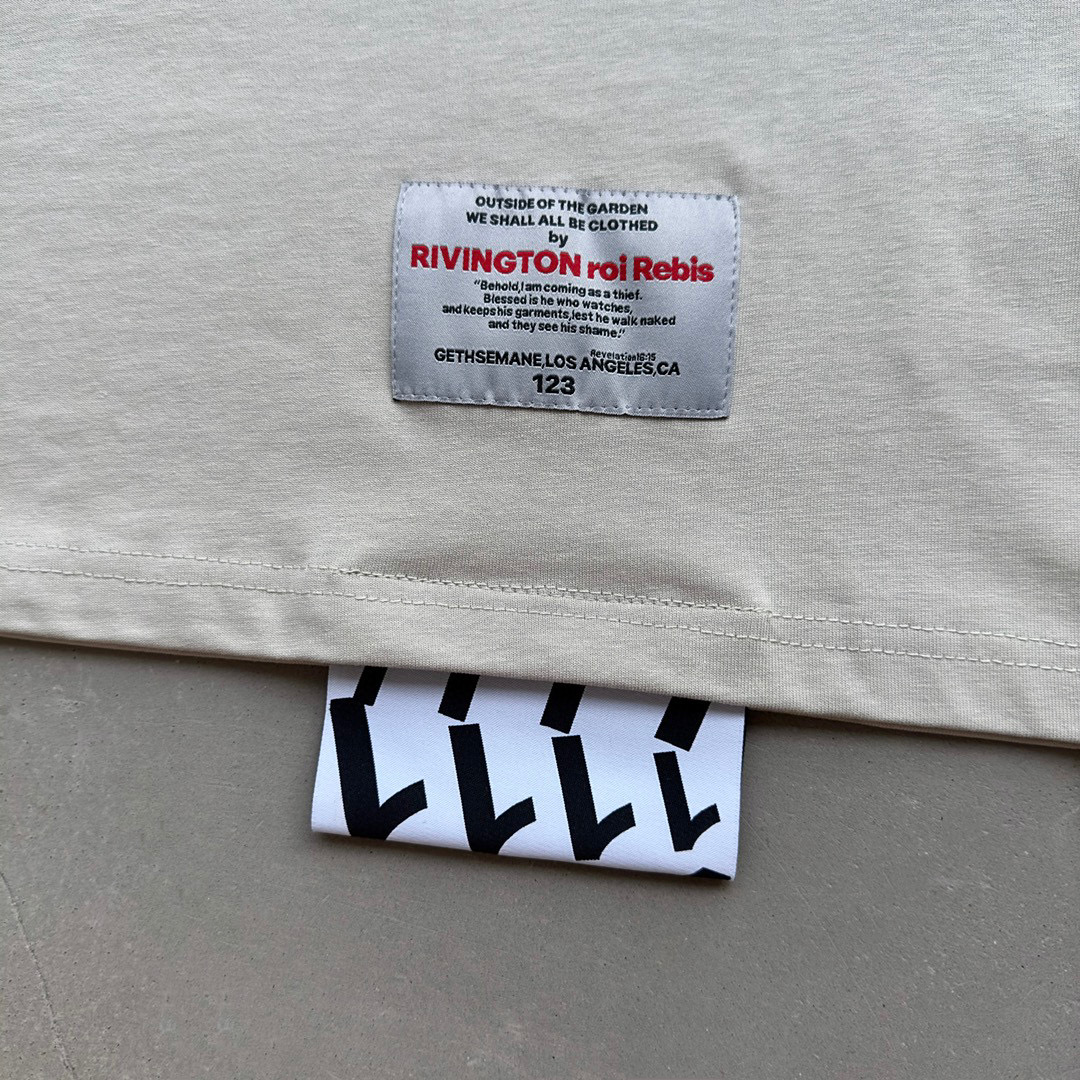 OUTSIDE OF THE GARDEN
WE SHALL ALL BE CLOTHED
by
RIVINGTON roi Rebis
"Behold,I am coming as a thief.
Blessed is he who watches,
and keeps his garments,lest he walk naked
and they see his shame."
Revelation16:15
GETHSEMANE,LOS ANGELES,CA
123